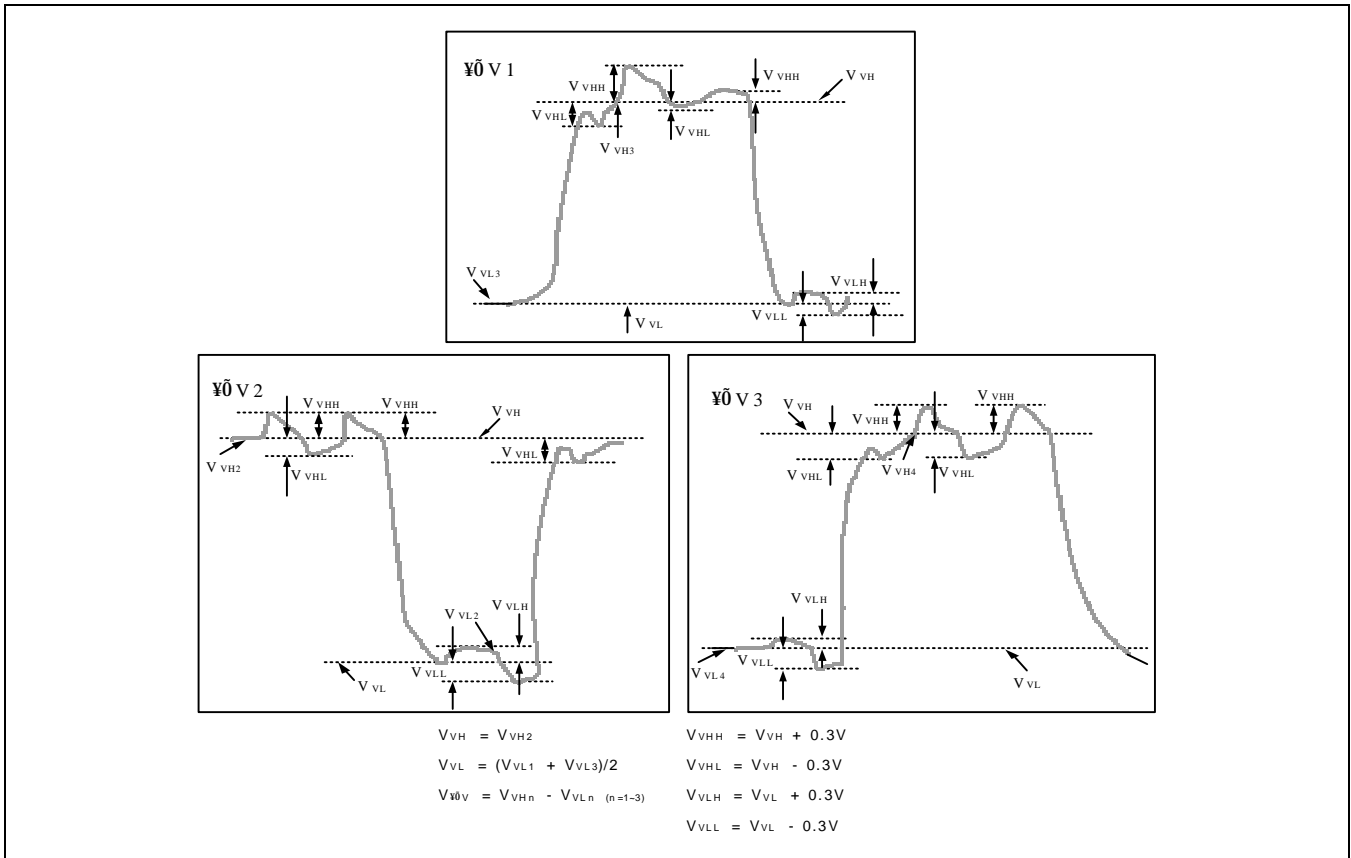 ¥Õ V 1
V VHH
V VHH
V VH
V VHL
V VHL
V VH3
V VL3
V VLH
V VLL
V VL
¥Õ V 2
V VHH
V VHH
V VH
V VH2
V VHL
V VHL
V VL2
V VLH
V VLL
V VL
¥Õ V 3
V VH
V VHH
V VHH
V VHL
V VH4
V VHL
V VLH
V VLL
V VL4
V VL
VVH = VVH2
VVL = (VVL1 + VVL3)/2
V¥ÕV = VVHn - VVLn (n=1~3)
VVHH = VVH + 0.3V
VVHL = VVH - 0.3V
VVLH = VVL + 0.3V
VVLL = VVL - 0.3V